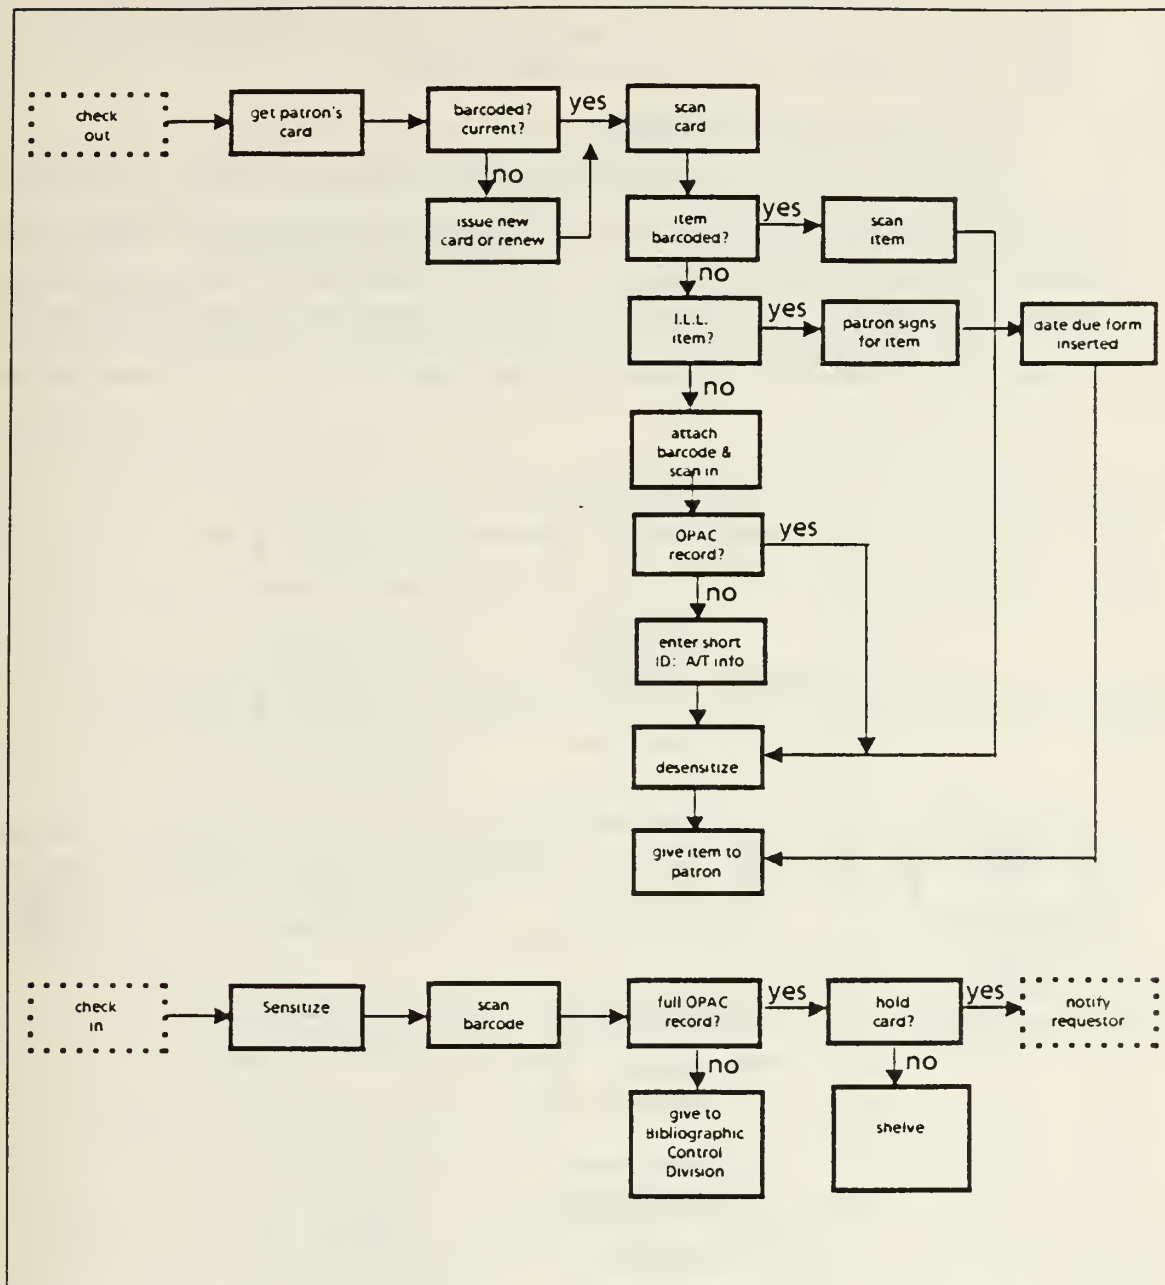 check
out
get patron's
card
barcoded?
current?
yes
scan
card
no
issue new
card or renew
item
barcoded?
yes
scan
item
no
I.L.L.
item?
yes
patron signs
for item
date due form
inserted
no
attach
barcode &
scan in
OPAC
record?
yes
no
enter short
ID: A/T info
desensitize
give item to
patron
check
in
Sensitize
scan
barcode
full OPAC
record?
yes
hold
card?
yes
notify
requestor
no
give to
Bibliographic
Control
Division
no
shelve